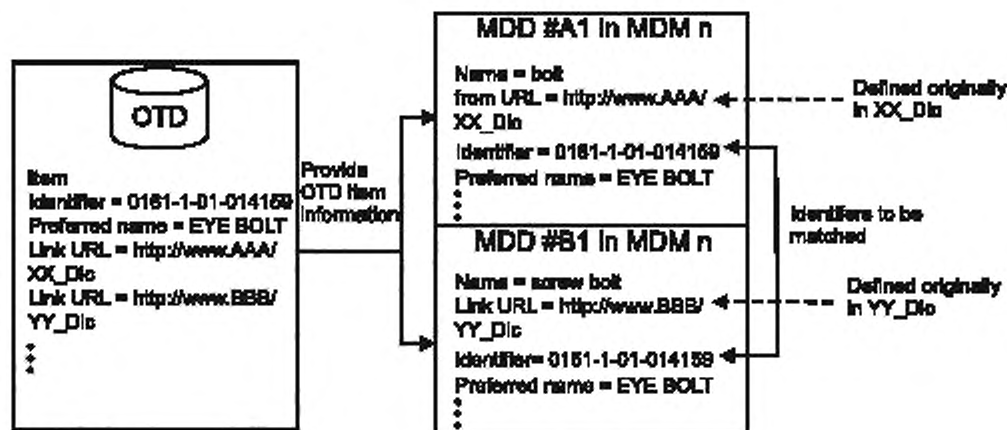 OTD
Item
Identifier = 0161-1-01-014159
Preferred name = EYE BOLT
Link URL = http://www.AAA/
XX_Dic
Link URL = http://www.BBB/
YY_Dic
Provide
OTD Item
Information
MDD #A1 in MDM n
Name = bolt
from URL = http://www.AAA/
XX_Dic
Identifier = 0161-1-01-014159
Preferred name = EYE BOLT
MDD #B1 in MDM n
Name = screw bolt
Link URL = http://www.BBB/
YY_Dic
Identifier= 0161-1-01-014159
Preferred name = EYE BOLT
Defined originally
in XX_Dic
Identifers to be
matched
Defined originally
in YY_Dic